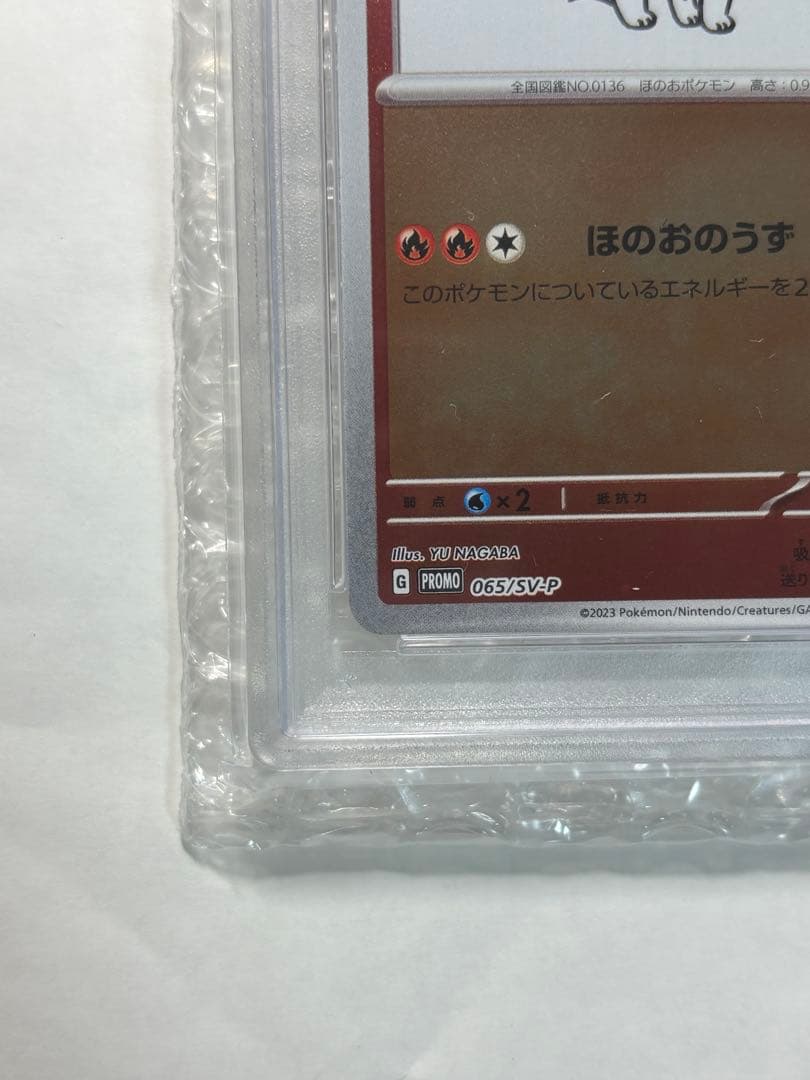 全国図鑑NO.0136 ほのおポケモン 高さ:0.9
ほのおのうず
このポケモンについているエネルギーを2
弱点 ×2 抵抗力
Illus. YU NAGABA
吸
G PROMO 065/SV-P
送り
©2023 Pokémon/Nintendo/Creatures/GA